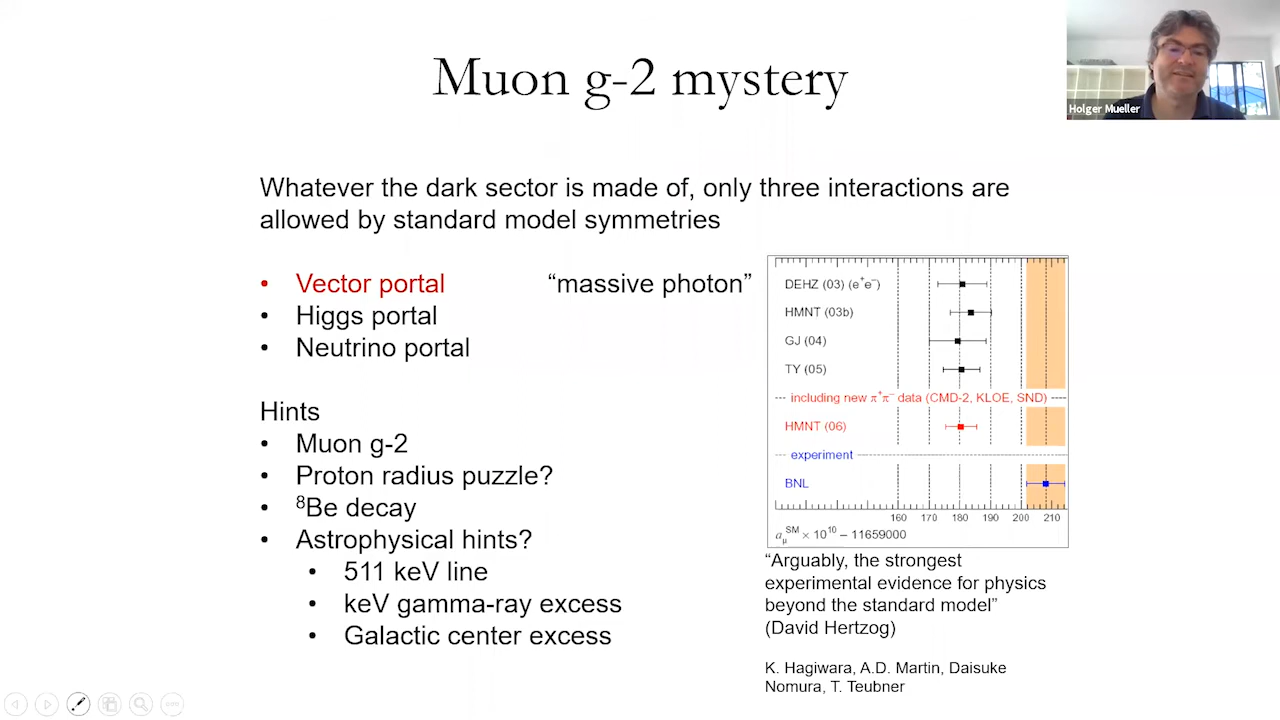 Muon g-2 mystery
Holger Mueller
Whatever the dark sector is made of, only three interactions are
allowed by standard model symmetries
• Vector portal
“massive photon”
• Higgs portal
• Neutrino portal
Hints
• Muon g-2
• Proton radius puzzle?
• ⁸Be decay
• Astrophysical hints?
• 511 keV line
• keV gamma-ray excess
• Galactic center excess
DEHZ (03) (e⁺e⁻)
HMNT (03b)
GJ (04)
TY (05)
including new π⁺π⁻ data (CMD-2, KLOE, SND)
HMNT (06)
experiment
BNL
160 170 180 190 200 210
aμ^SM × 10¹⁰ – 11659000
“Arguably, the strongest
experimental evidence for physics
beyond the standard model”
(David Hertzog)
K. Hagiwara, A.D. Martin, Daisuke
Nomura, T. Teubner